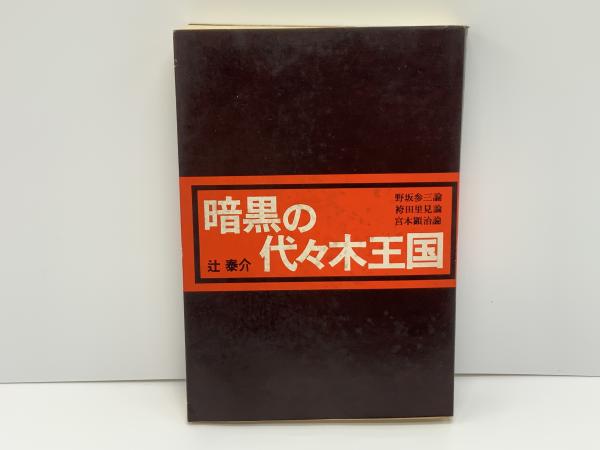 野坂参三論
袴田里見論
宮本顕治論
暗黒の
代々木王国
辻 泰介